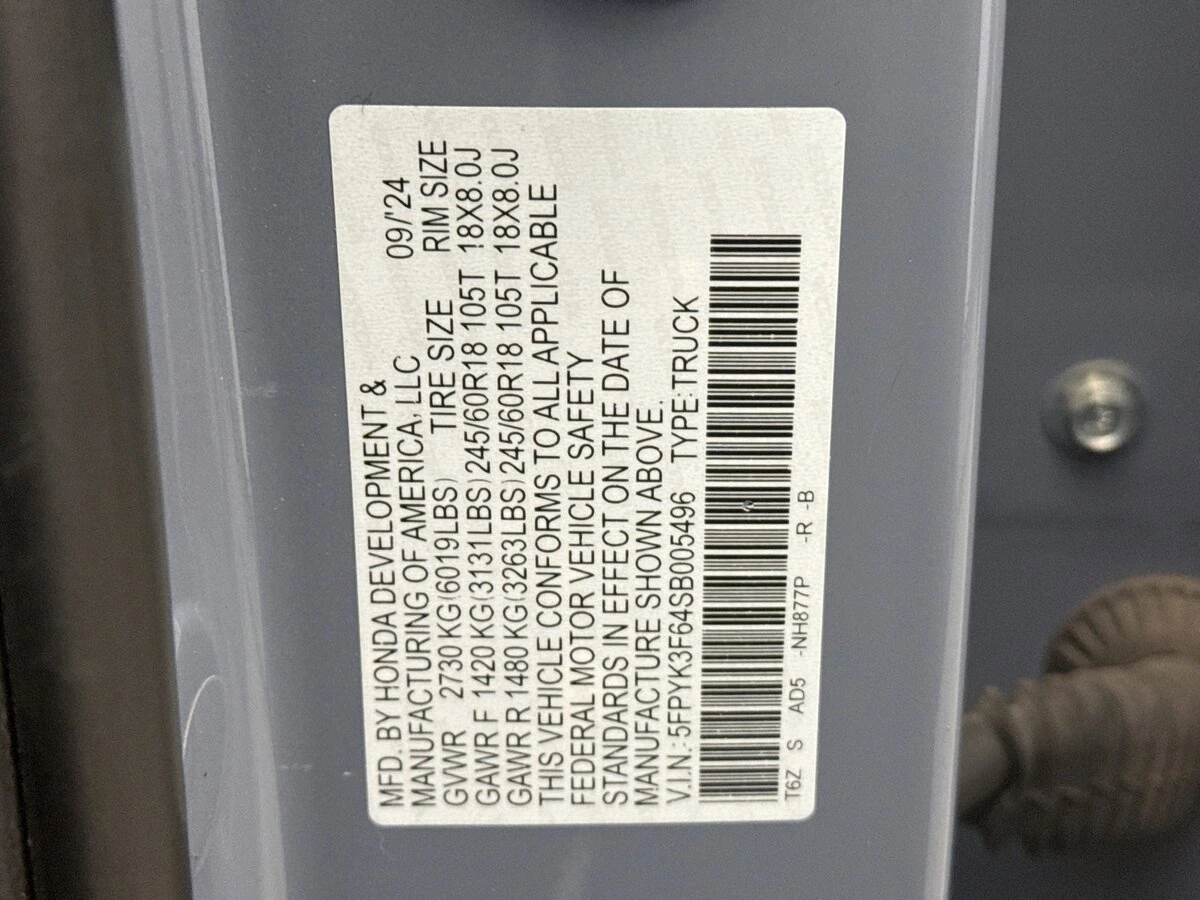 MFD. BY HONDA DEVELOPMENT &
MANUFACTURING OF AMERICA, LLC 09/'24
GVWR 2730 KG(6019LBS) TIRE SIZE RIM SIZE
GAWR F 1420 KG(3131LBS) 245/60R18 105T 18X8.0J
GAWR R 1480 KG(3263LBS) 245/60R18 105T 18X8.0J
THIS VEHICLE CONFORMS TO ALL APPLICABLE
FEDERAL MOTOR VEHICLE SAFETY
STANDARDS IN EFFECT ON THE DATE OF
MANUFACTURE SHOWN ABOVE.
V.I.N.: 5FPYK3F64SB005496 TYPE:TRUCK
T6Z S AD5 -NH877P -R -B